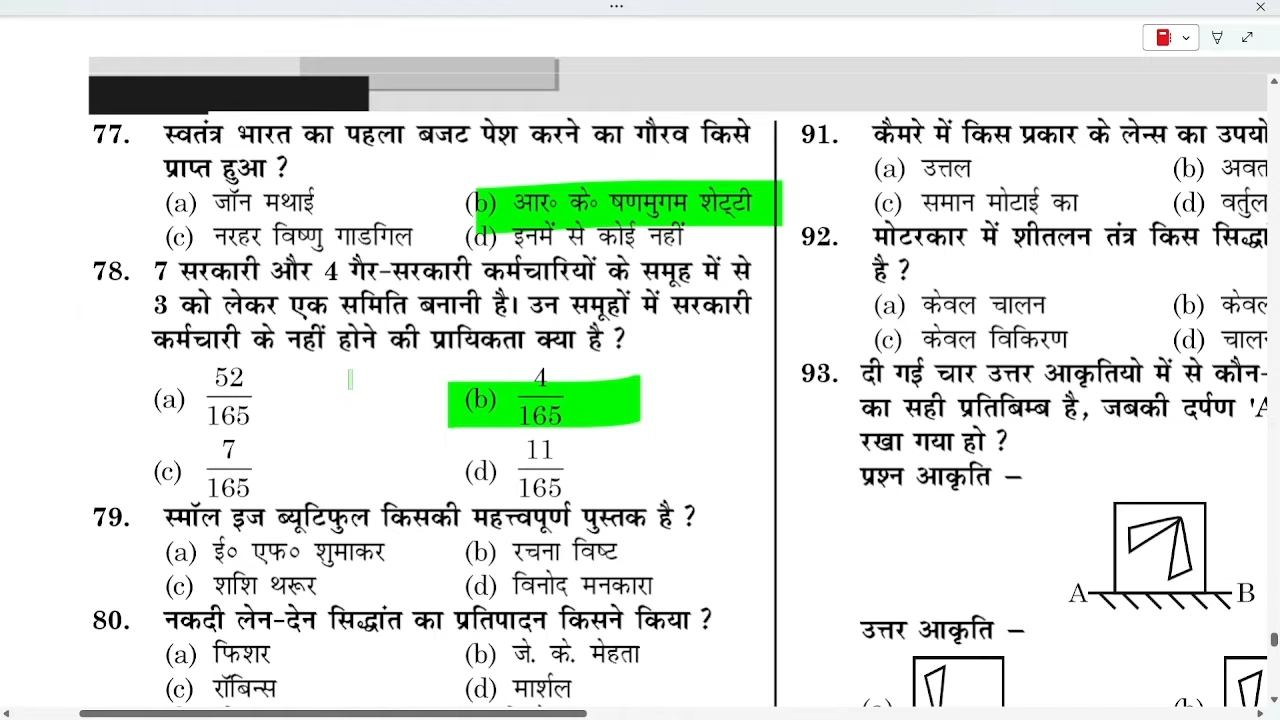 77. स्वतंत्र भारत का पहला बजट पेश करने का गौरव किसे
प्राप्त हुआ ?
(a) जॉन मथाई (b) आर० के० षणमुगम शेट्टी
(c) नरहर विष्णु गाडगिल (d) इनमें से कोई नहीं
78. 7 सरकारी और 4 गैर-सरकारी कर्मचारियों के समूह में से
3 को लेकर एक समिति बनानी है। उन समूहों में सरकारी
कर्मचारी के नहीं होने की प्रायिकता क्या है ?
(a) 52/165 (b) 4/165
(c) 7/165 (d) 11/165
79. स्मॉल इज ब्यूटिफुल किसकी महत्त्वपूर्ण पुस्तक है ?
(a) ई० एफ० शुमाकर (b) रचना विष्ट
(c) शशि थरूर (d) विनोद मनकारा
80. नकदी लेन-देन सिद्धांत का प्रतिपादन किसने किया ?
(a) फिशर (b) जे. के. मेहता
(c) रॉबिन्स (d) मार्शल
91. कैमरे में किस प्रकार के लेन्स का उपयो
(a) उत्तल (b) अवत
(c) समान मोटाई का (d) वर्तुल
92. मोटरकार में शीतलन तंत्र किस सिद्धा
है ?
(a) केवल चालन (b) केवल
(c) केवल विकिरण (d) चालन
93. दी गई चार उत्तर आकृतियो में से कौन-
का सही प्रतिबिम्ब है, जबकी दर्पण 'A
रखा गया हो ?
प्रश्न आकृति –
A B
उत्तर आकृति –